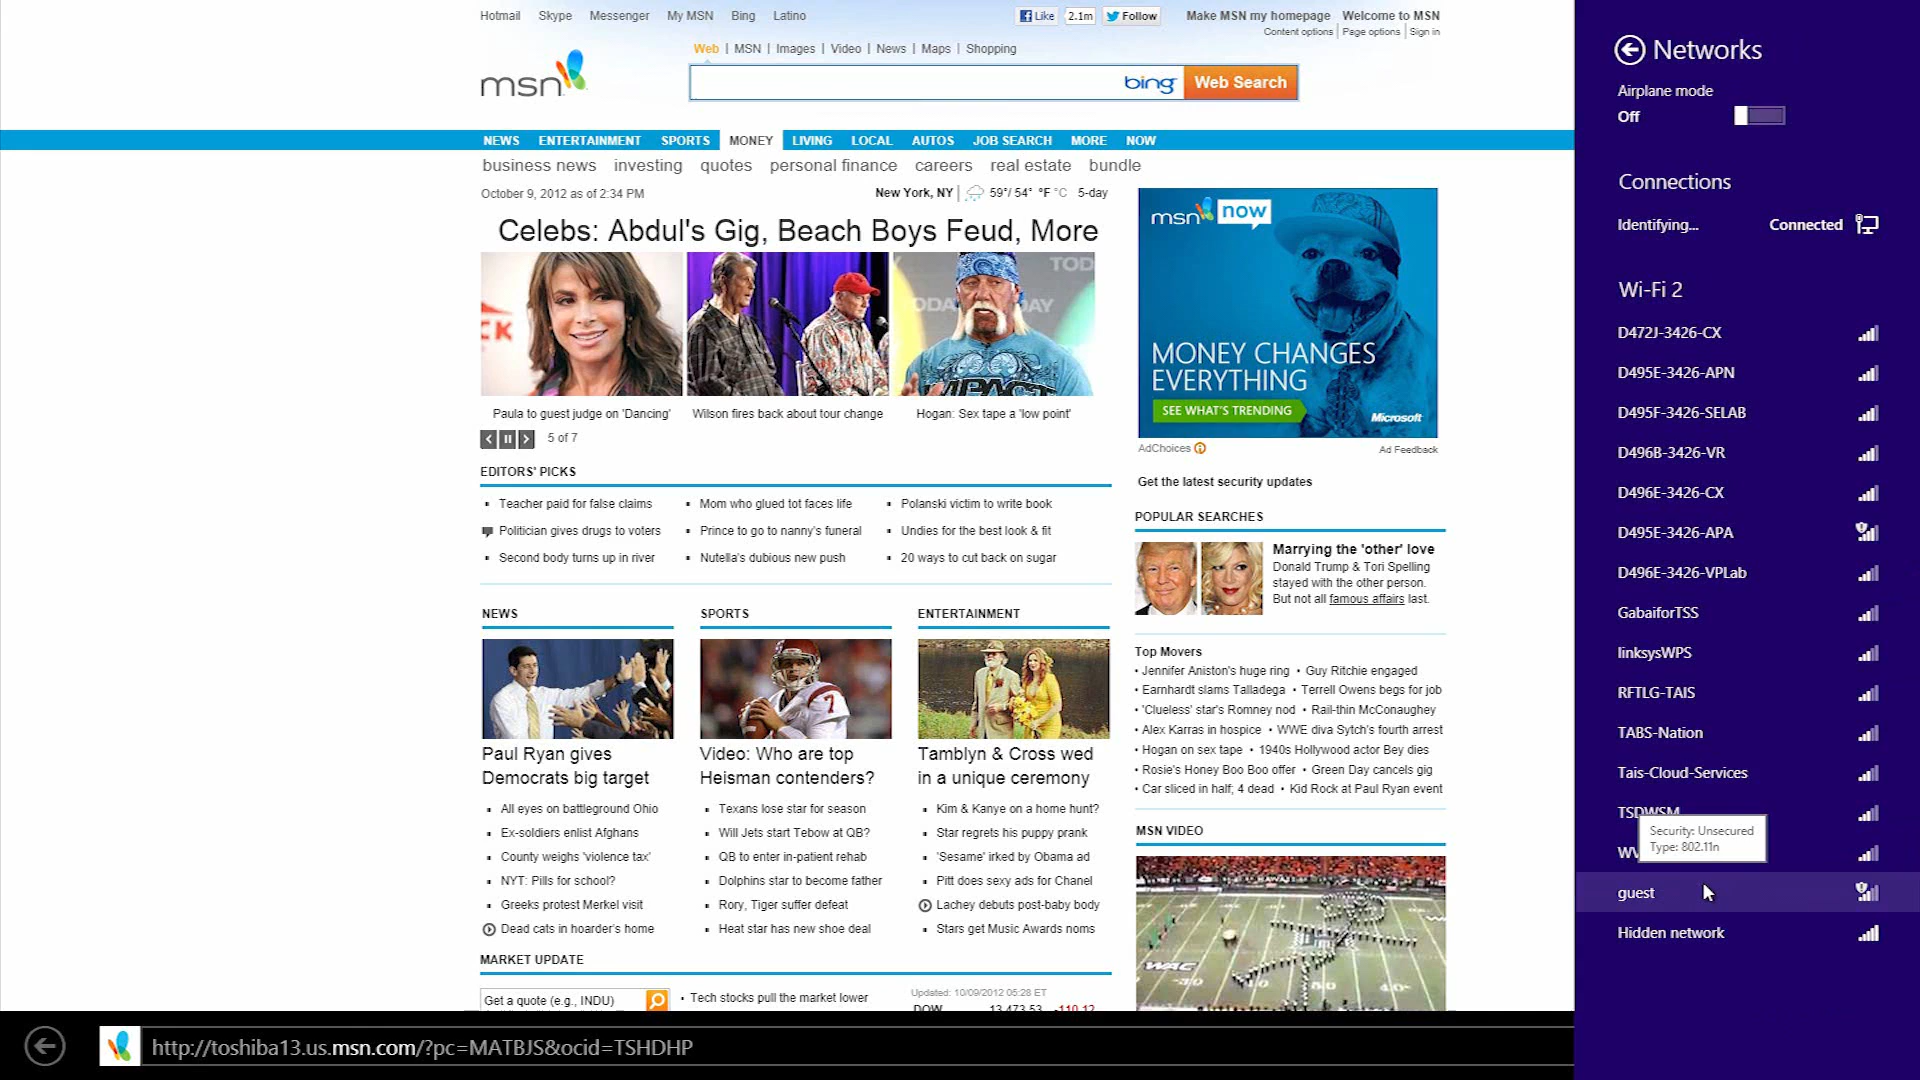 Hotmail Skype Messenger My MSN Bing Latino
Like 2.1m Follow
Make MSN my homepage Welcome to MSN
Content options Page options Sign in
msn
Web MSN Images Video News Maps Shopping
bing Web Search
NEWS ENTERTAINMENT SPORTS MONEY LIVING LOCAL AUTOS JOB SEARCH MORE NOW
business news investing quotes personal finance careers real estate bundle
October 9, 2012 as of 2:34 PM
New York, NY 59°/ 54° °F °C 5-day
Celebs: Abdul's Gig, Beach Boys Feud, More
Paula to guest judge on 'Dancing'
Wilson fires back about tour change
Hogan: Sex tape a 'low point'
5 of 7
EDITORS' PICKS
Teacher paid for false claims
Mom who glued tot faces life
Polanski victim to write book
Politician gives drugs to voters
Prince to go to nanny's funeral
Undies for the best look & fit
Second body turns up in river
Nutella's dubious new push
20 ways to cut back on sugar
NEWS
Paul Ryan gives
Democrats big target
All eyes on battleground Ohio
Ex-soldiers enlist Afghans
County weighs 'violence tax'
NYT: Pills for school?
Greeks protest Merkel visit
Dead cats in hoarder's home
SPORTS
Video: Who are top
Heisman contenders?
Texans lose star for season
Will Jets start Tebow at QB?
QB to enter in-patient rehab
Dolphins star to become father
Rory, Tiger suffer defeat
Heat star has new shoe deal
ENTERTAINMENT
Tamblyn & Cross wed
in a unique ceremony
Kim & Kanye on a home hunt?
Star regrets his puppy prank
'Sesame' irked by Obama ad
Pitt does sexy ads for Chanel
Lachey debuts post-baby body
Stars get Music Awards noms
MARKET UPDATE
Get a quote (e.g., INDU)
Tech stocks pull the market lower
Updated: 10/09/2012 05:28 ET
DOW 13,473.53 -110.12
msn now
MONEY CHANGES
EVERYTHING
SEE WHAT'S TRENDING
Microsoft
AdChoices
Ad Feedback
Get the latest security updates
POPULAR SEARCHES
Marrying the 'other' love
Donald Trump & Tori Spelling
stayed with the other person.
But not all famous affairs last.
Top Movers
Jennifer Aniston's huge ring • Guy Ritchie engaged
Earnhardt slams Talladega • Terrell Owens begs for job
'Clueless' star's Romney nod • Rail-thin McConaughey
Alex Karras in hospice • WWE diva Sytch's fourth arrest
Hogan on sex tape • 1940s Hollywood actor Bey dies
Rosie's Honey Boo Boo offer • Green Day cancels gig
Car sliced in half; 4 dead • Kid Rock at Paul Ryan event
MSN VIDEO
WAC
http://toshiba13.us.msn.com/?pc=MATBJS&ocid=TSHDHP
Networks
Airplane mode
Off
Connections
Identifying... Connected
Wi-Fi 2
D472J-3426-CX
D495E-3426-APN
D495F-3426-SELAB
D496B-3426-VR
D496E-3426-CX
D495E-3426-APA
D496E-3426-VPLab
GabaiforTSS
linksysWPS
RFTLG-TAIS
TABS-Nation
Tais-Cloud-Services
TSDWSM
Security: Unsecured
Type: 802.11n
guest
Hidden network